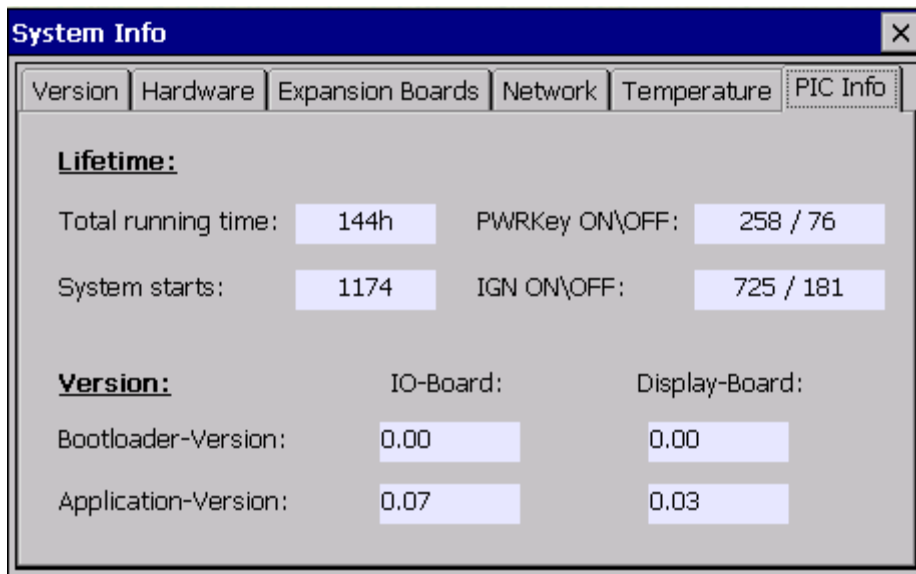 System Info
Version Hardware Expansion Boards Network Temperature PIC Info
Lifetime:
Total running time: 144h PWRKey ON\OFF: 258 / 76
System starts: 1174 IGN ON\OFF: 725 / 181
Version: IO-Board: Display-Board:
Bootloader-Version: 0.00 0.00
Application-Version: 0.07 0.03